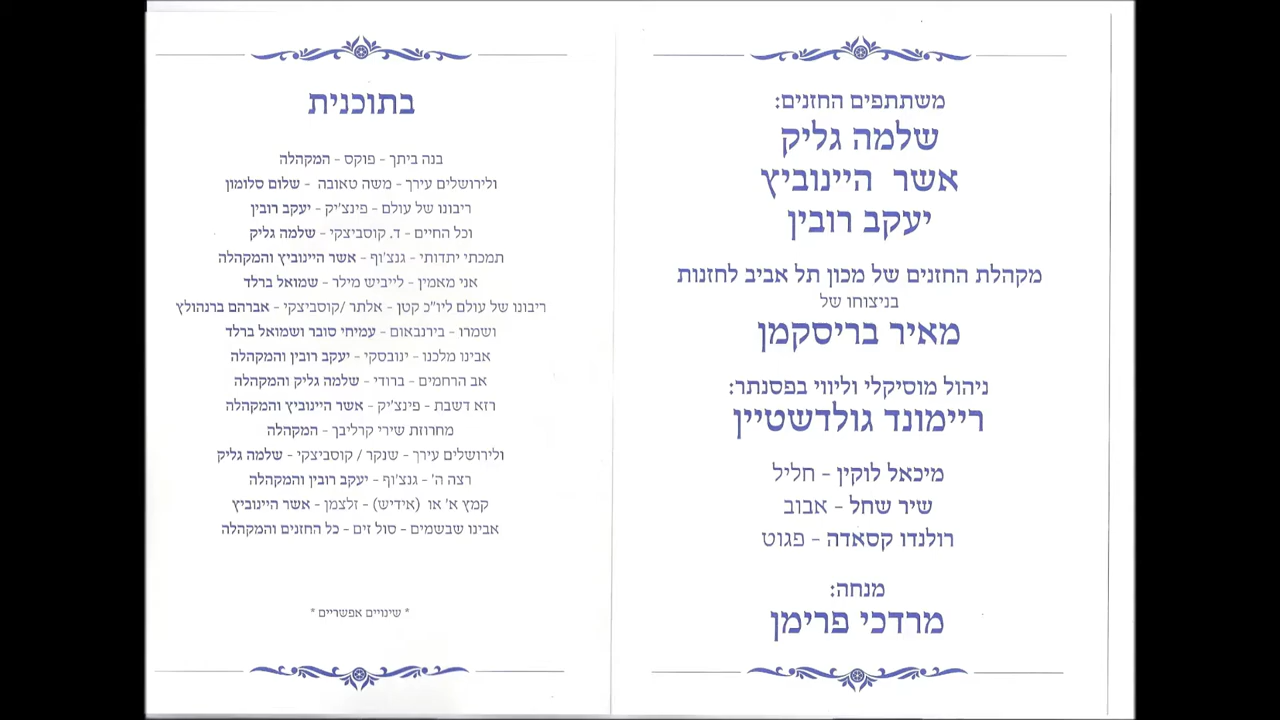 משתתפים החזנים:
שלמה גליק
אשר היינוביץ
יעקב רובין
מקהלת החזנים של מכון תל אביב לחזנות
בניצוחו של
מאיר בריסקמן
ניהול מוסיקלי וליווי בפסנתר:
ריימונד גולדשטיין
מיכאל לוקין - חליל
שיר שחל - אבוב
רולנדו קסאדה - פגוט
מנחה:
מרדכי פרימן
בתוכנית
בנה ביתך - פוקס - המקהלה
ולירושלים עירך - משה טאובה - שלום סלומון
ריבונו של עולם - פינצ'יק - יעקב רובין
וכל החיים - ד. קוסביצקי - שלמה גליק
תמכתי יתדותי - גנצ'וף - אשר היינוביץ והמקהלה
אני מאמין - לייביש מילר - שמואל ברלד
ריבונו של עולם ליו"כ קטן - אלתר /קוסביצקי - אברהם ברנהולץ
ושמרו - בירנבאום - עמיחי סובר ושמואל ברלד
אבינו מלכנו - ינובסקי - יעקב רובין והמקהלה
אב הרחמים - ברודי - שלמה גליק והמקהלה
רזא דשבת - פינצ'יק - אשר היינוביץ והמקהלה
מחרוזת שירי קרליבך - המקהלה
ולירושלים עירך - שנקר / קוסביצקי - שלמה גליק
רצה ה' - גנצ'וף - יעקב רובין והמקהלה
קמץ א' או (אידיש) - זלצמן - אשר היינוביץ
אבינו שבשמים - סול זים - כל החזנים והמקהלה
* שינויים אפשריים *